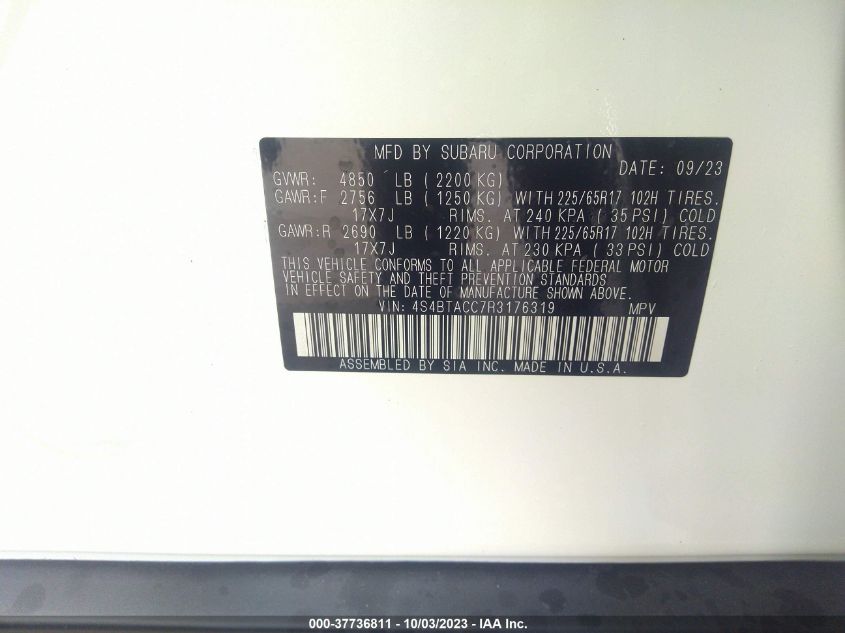 MFD BY SUBARU CORPORATION
DATE: 09/23
GVWR: 4850 LB ( 2200 KG)
GAWR:F 2756 LB ( 1250 KG) WITH 225/65R17 102H TIRES.
17X7J RIMS. AT 240 KPA ( 35 PSI) COLD
GAWR:R 2690 LB ( 1220 KG) WITH 225/65R17 102H TIRES.
17X7J RIMS. AT 230 KPA ( 33 PSI) COLD
THIS VEHICLE CONFORMS TO ALL APPLICABLE FEDERAL MOTOR
VEHICLE SAFETY AND THEFT PREVENTION STANDARDS
IN EFFECT ON THE DATE OF MANUFACTURE SHOWN ABOVE.
VIN: 4S4BTACC7R3176319 MPV
ASSEMBLED BY SIA INC. MADE IN U.S.A.
000-37736811 - 10/03/2023 - IAA Inc.